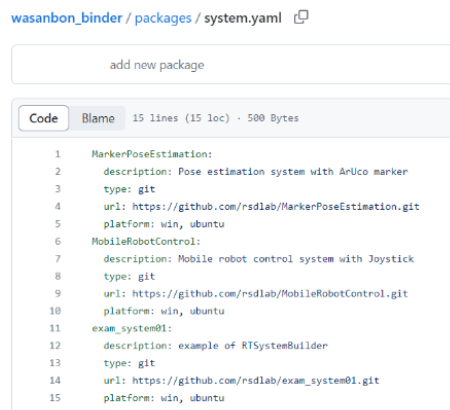 wasanbon_binder / packages / system.yaml
add new package
Code Blame 15 lines (15 loc) · 500 Bytes
1 MarkerPoseEstimation:
2 description: Pose estimation system with ArUco marker
3 type: git
4 url: https://github.com/rsdlab/MarkerPoseEstimation.git
5 platform: win, ubuntu
6 MobileRobotControl:
7 description: Mobile robot control system with Joystick
8 type: git
9 url: https://github.com/rsdlab/MobileRobotControl.git
10 platform: win, ubuntu
11 exam_system01:
12 description: example of RTSystemBuilder
13 type: git
14 url: https://github.com/rsdlab/exam_system01.git
15 platform: win, ubuntu